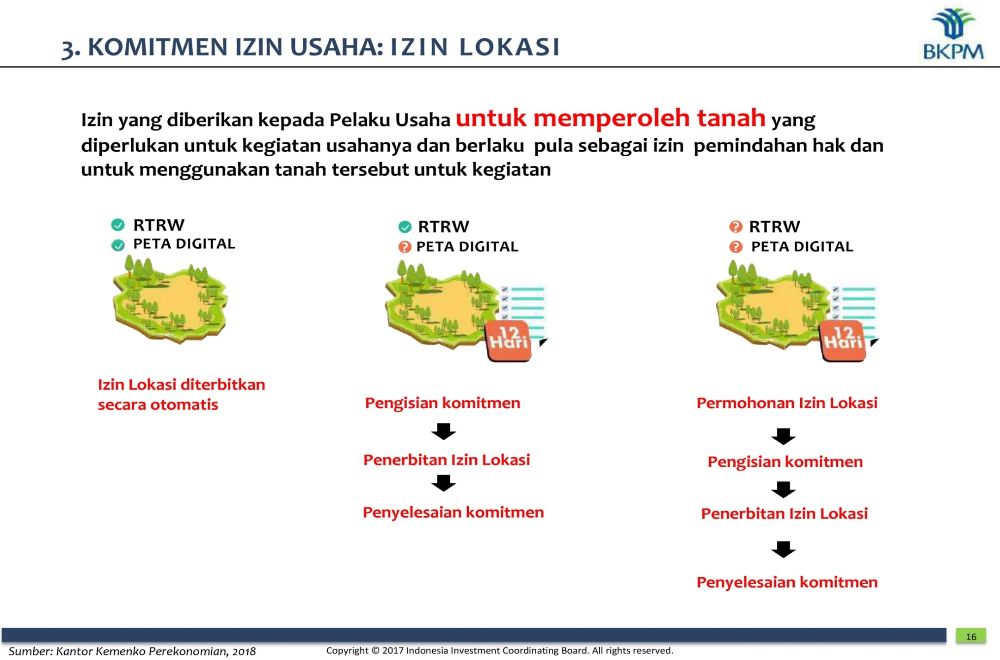 3. KOMITMEN IZIN USAHA: IZIN LOKASI
BKPM
Izin yang diberikan kepada Pelaku Usaha untuk memperoleh tanah yang
diperlukan untuk kegiatan usahanya dan berlaku pula sebagai izin pemindahan hak dan
untuk menggunakan tanah tersebut untuk kegiatan
RTRW
PETA DIGITAL
Izin Lokasi diterbitkan
secara otomatis
RTRW
? PETA DIGITAL
12
Hari
Pengisian komitmen
Penerbitan Izin Lokasi
Penyelesaian komitmen
? RTRW
? PETA DIGITAL
12
Hari
Permohonan Izin Lokasi
Pengisian komitmen
Penerbitan Izin Lokasi
Penyelesaian komitmen
16
Sumber: Kantor Kemenko Perekonomian, 2018
Copyright © 2017 Indonesia Investment Coordinating Board. All rights reserved.